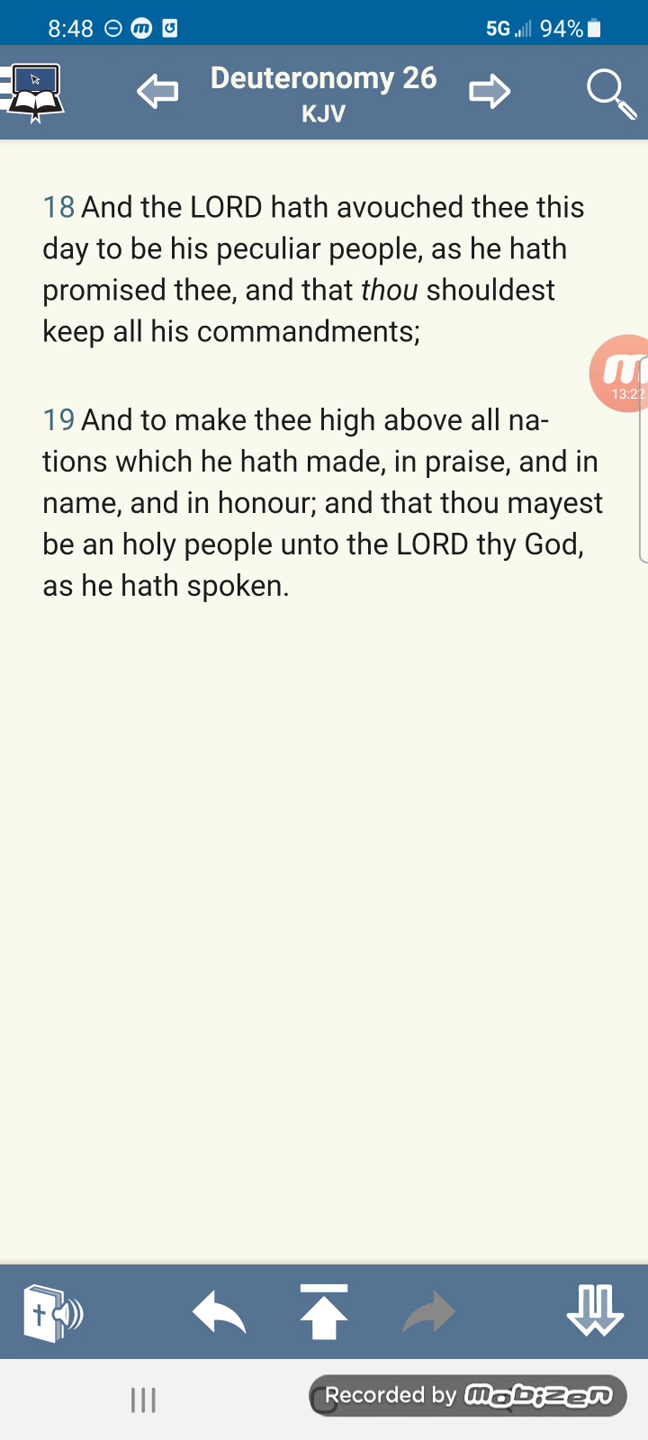 8:48
5G 94%
Deuteronomy 26
KJV
18 And the LORD hath avouched thee this
day to be his peculiar people, as he hath
promised thee, and that thou shouldest
keep all his commandments;
13:22
19 And to make thee high above all na-
tions which he hath made, in praise, and in
name, and in honour; and that thou mayest
be an holy people unto the LORD thy God,
as he hath spoken.
Recorded by mobizen